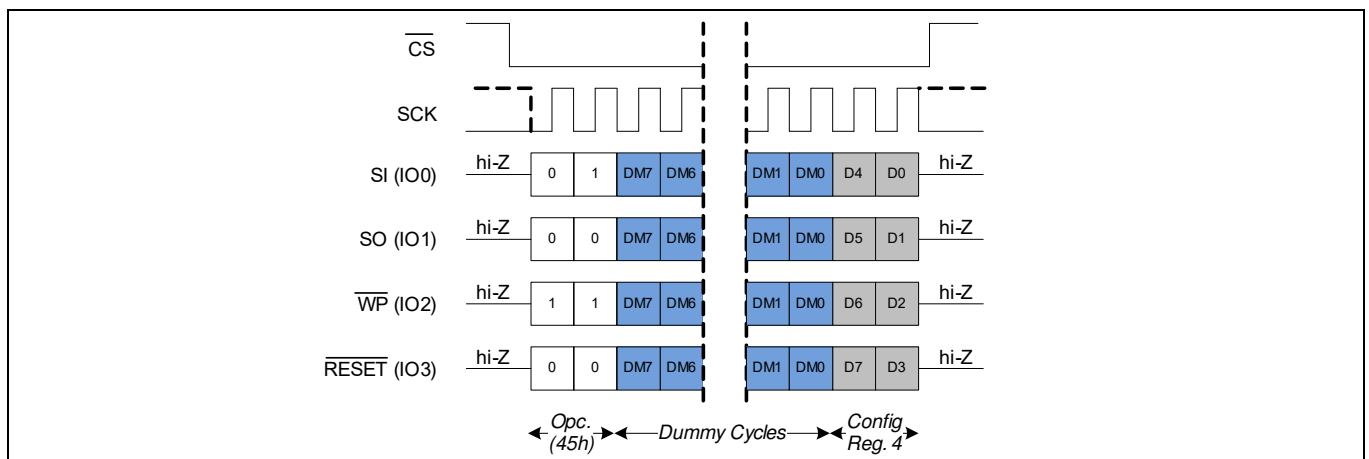 CS
SCK
SI (IO0) hi-Z 0 1 DM7 DM6 DM1 DM0 D4 D0 hi-Z
SO (IO1) hi-Z 0 0 DM7 DM6 DM1 DM0 D5 D1 hi-Z
WP (IO2) hi-Z 1 1 DM7 DM6 DM1 DM0 D6 D2 hi-Z
RESET (IO3) hi-Z 0 0 DM7 DM6 DM1 DM0 D7 D3 hi-Z
Opc. (45h) Dummy Cycles Config Reg. 4